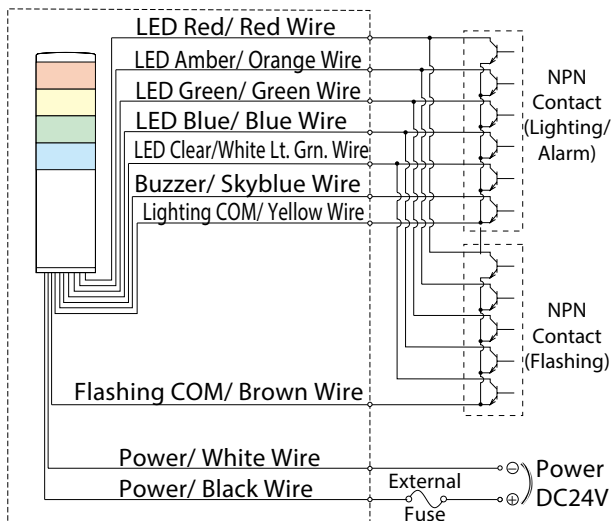 LED Red/ Red Wire
LED Amber/ Orange Wire
LED Green/ Green Wire
LED Blue/ Blue Wire
LED Clear/White Lt. Grn. Wire
Buzzer/ Skyblue Wire
Lighting COM/ Yellow Wire
NPN
Contact
(Lighting/
Alarm)
NPN
Contact
(Flashing)
Flashing COM/ Brown Wire
Power/ White Wire
Power/ Black Wire
External
Fuse
⊖ Power
⊕ DC24V